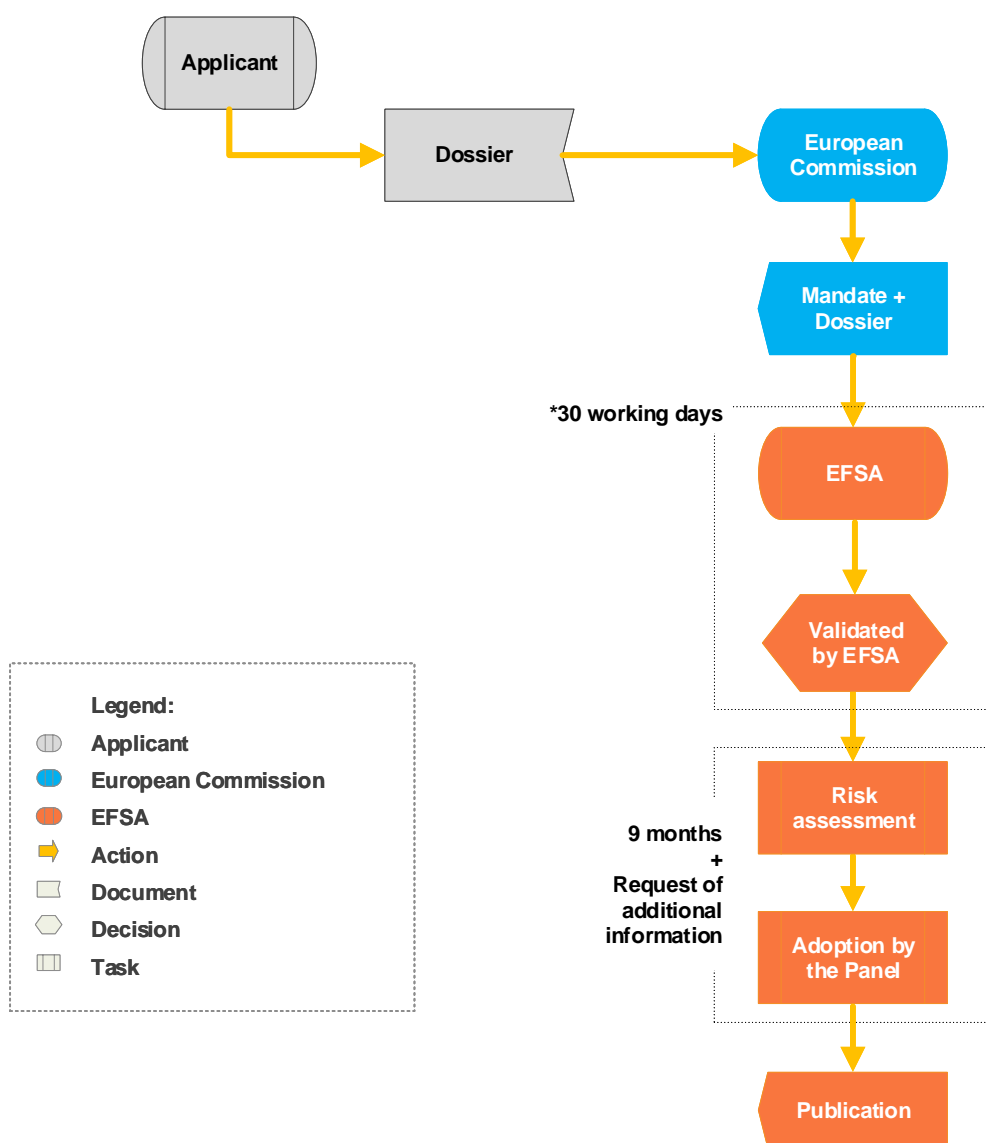 Applicant
Dossier
European
Commission
Mandate +
Dossier
*30 working days
EFSA
Validated
by EFSA
Legend:
Applicant
European Commission
EFSA
Action
Document
Decision
Task
9 months
+
Request of
additional
information
Risk
assessment
Adoption by
the Panel
Publication